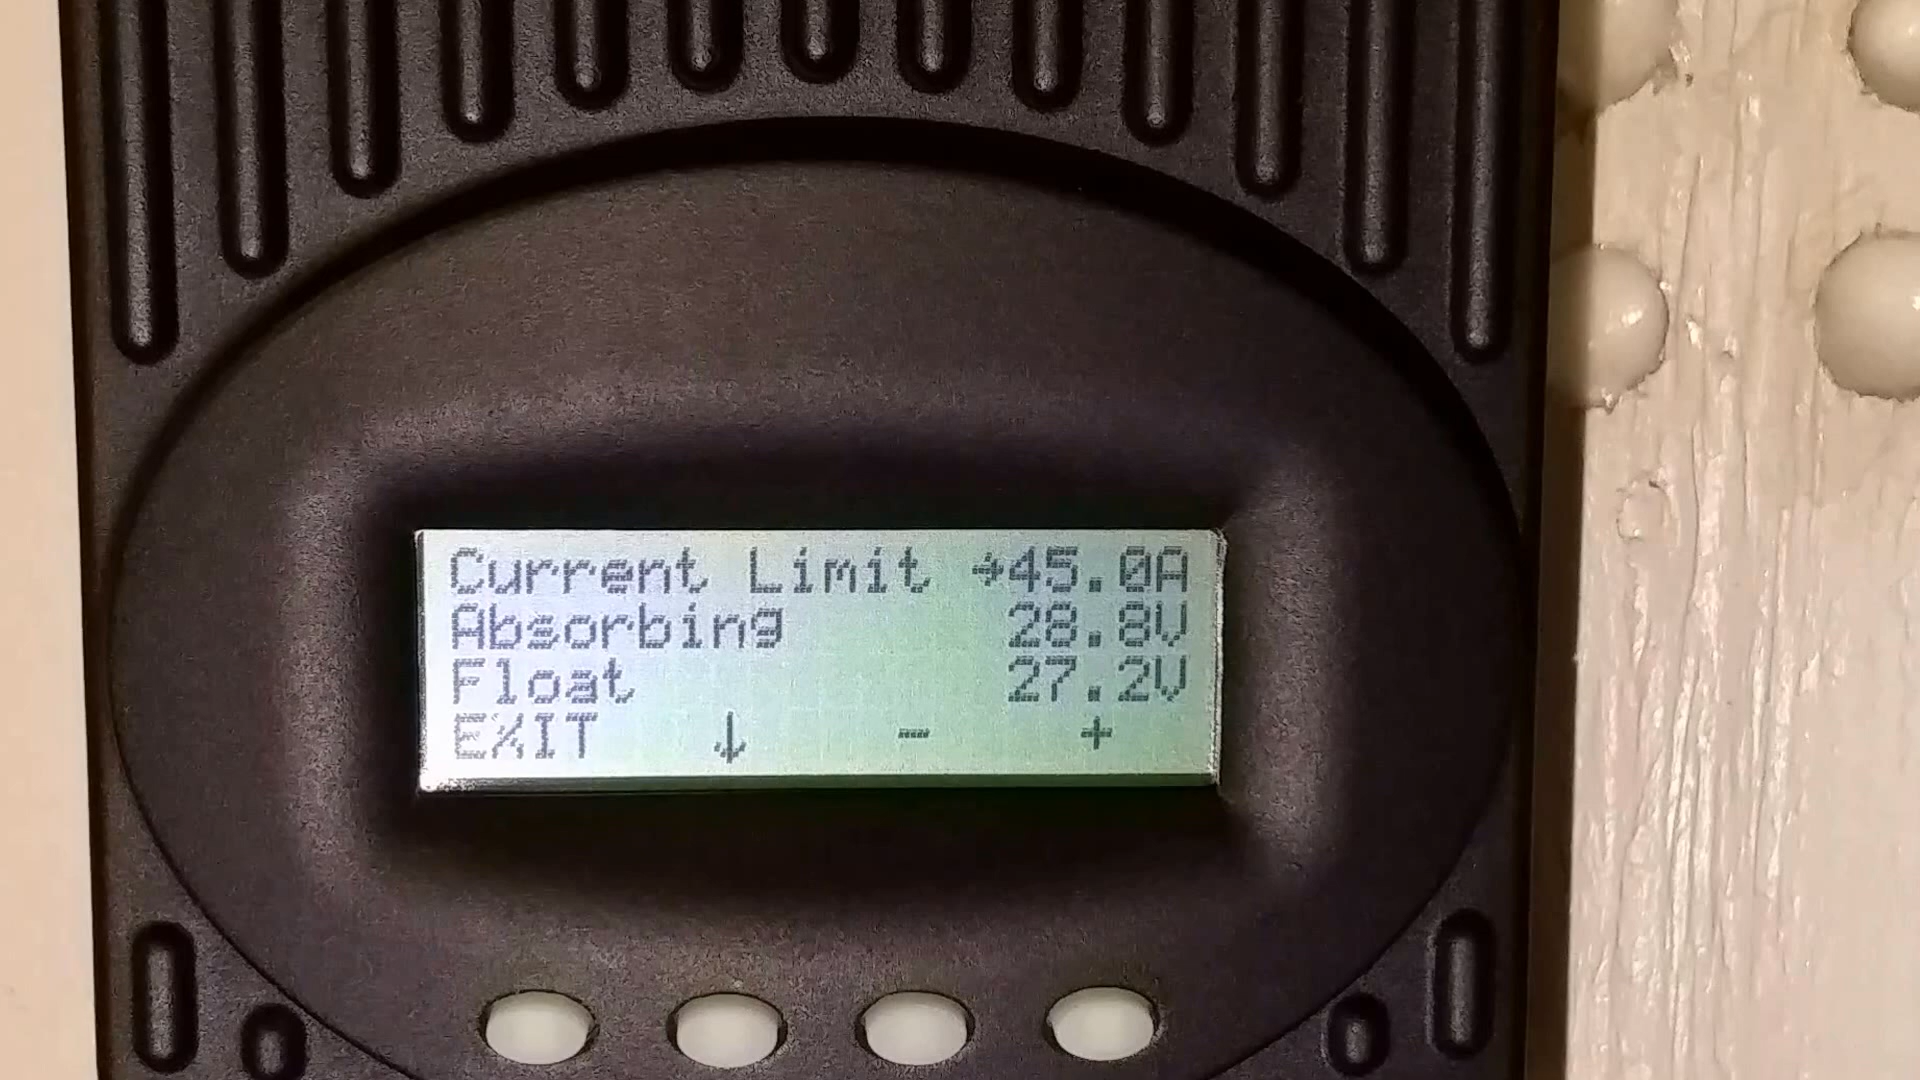 Current Limit →45.0A
Absorbing 28.8V
Float 27.2V
EXIT ↓ - +